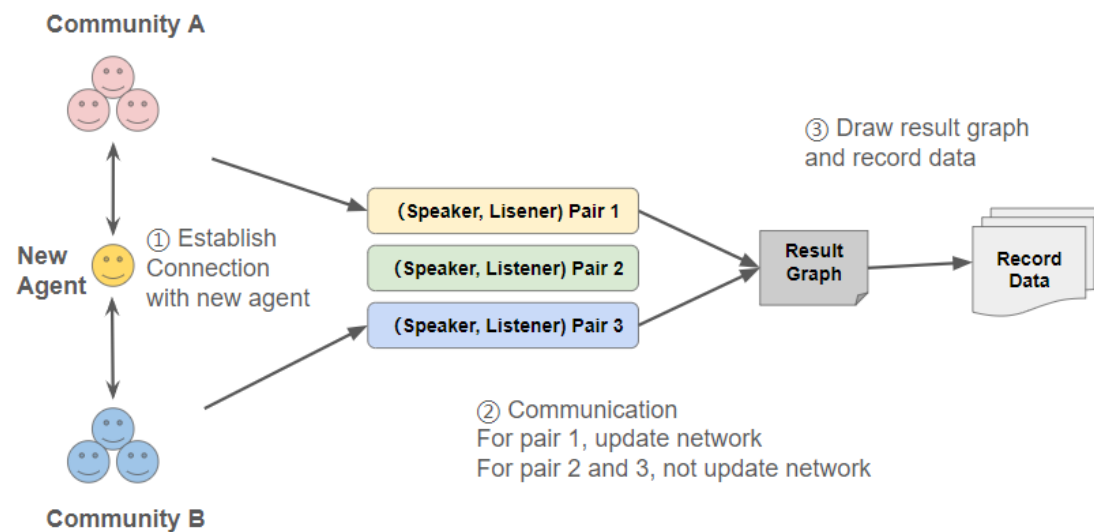 Community A
③ Draw result graph
and record data
(Speaker, Lisener) Pair 1
New
Agent
① Establish
Connection
with new agent
(Speaker, Listener) Pair 2
Result
Graph
Record
Data
(Speaker, Listener) Pair 3
② Communication
For pair 1, update network
For pair 2 and 3, not update network
Community B